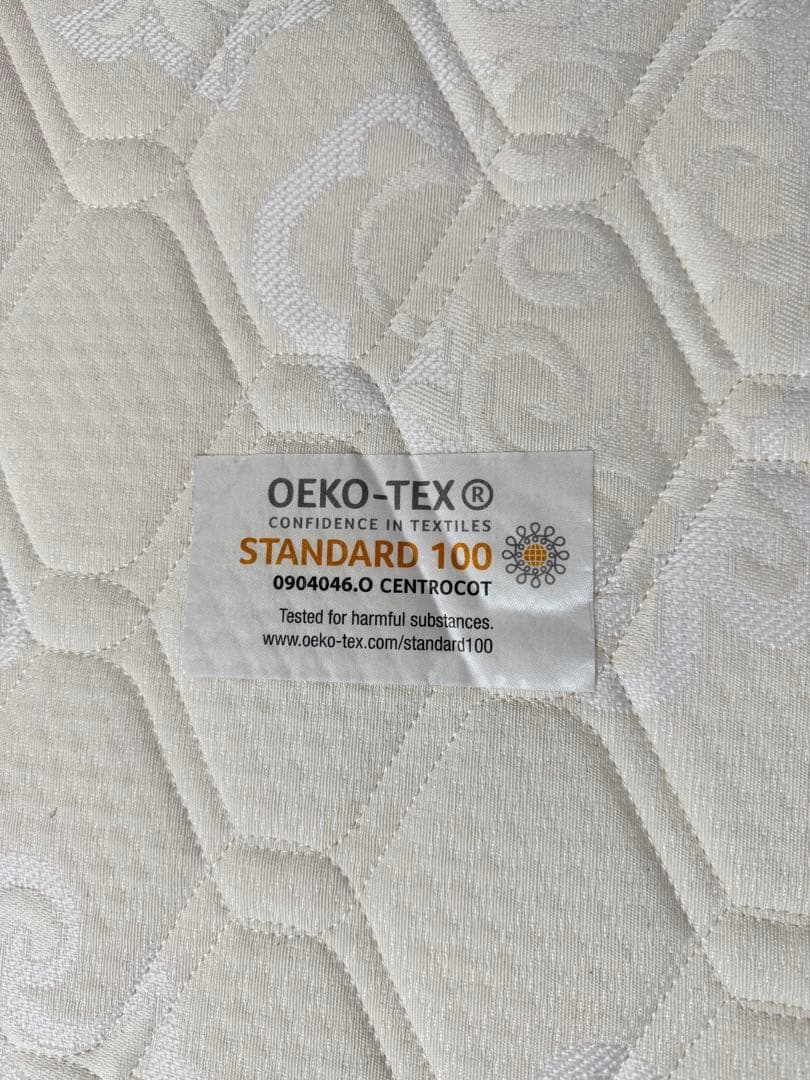 OEKO-TEX®
CONFIDENCE IN TEXTILES
STANDARD 100
0904046.O CENTROCOT
Tested for harmful substances.
www.oeko-tex.com/standard100